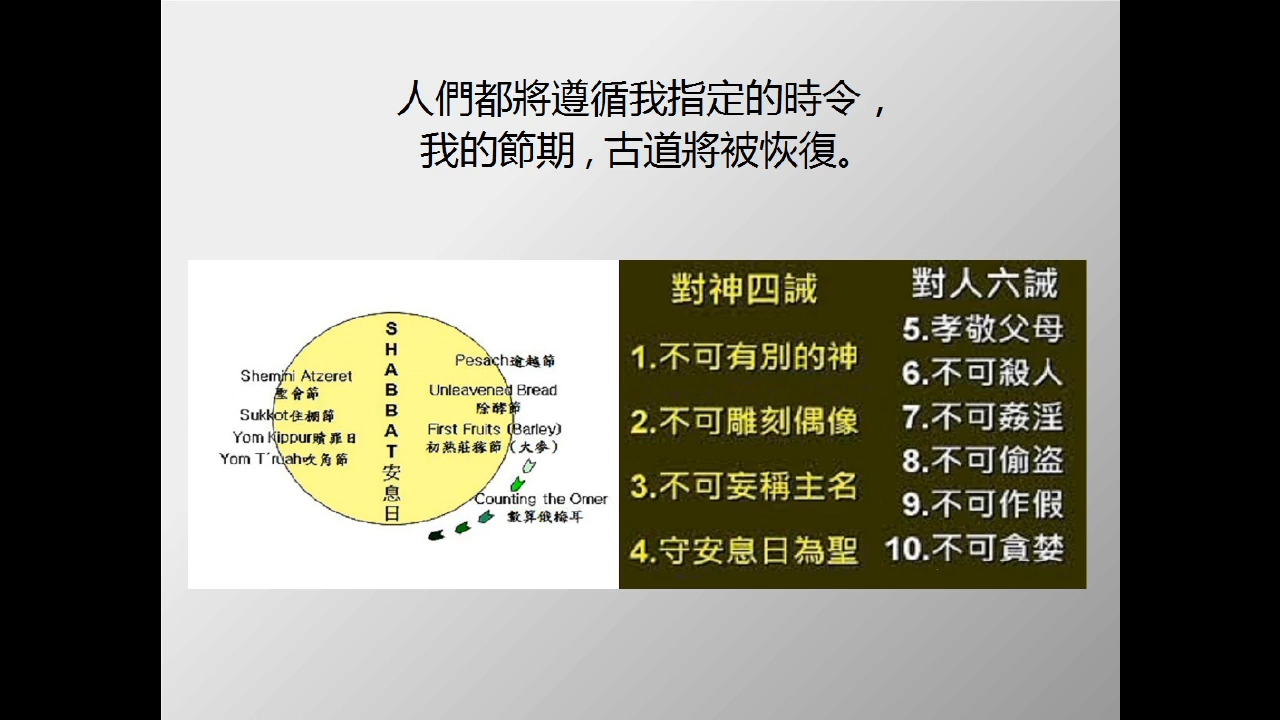 人們都將遵循我指定的時令，
我的節期，古道將被恢復。
SHABBAT安息日
Shemini Atzeret
聖會節
Sukkot住棚節
Yom Kippur贖罪日
Yom T´ruah吹角節
Pesach逾越節
Unleavened Bread
除酵節
First Fruits (Barley)
初熟莊稼節（大麥）
Counting the Omer
數算俄梅耳
對神四誡
1.不可有別的神
2.不可雕刻偶像
3.不可妄稱主名
4.守安息日為聖
對人六誡
5.孝敬父母
6.不可殺人
7.不可姦淫
8.不可偷盜
9.不可作假
10.不可貪婪